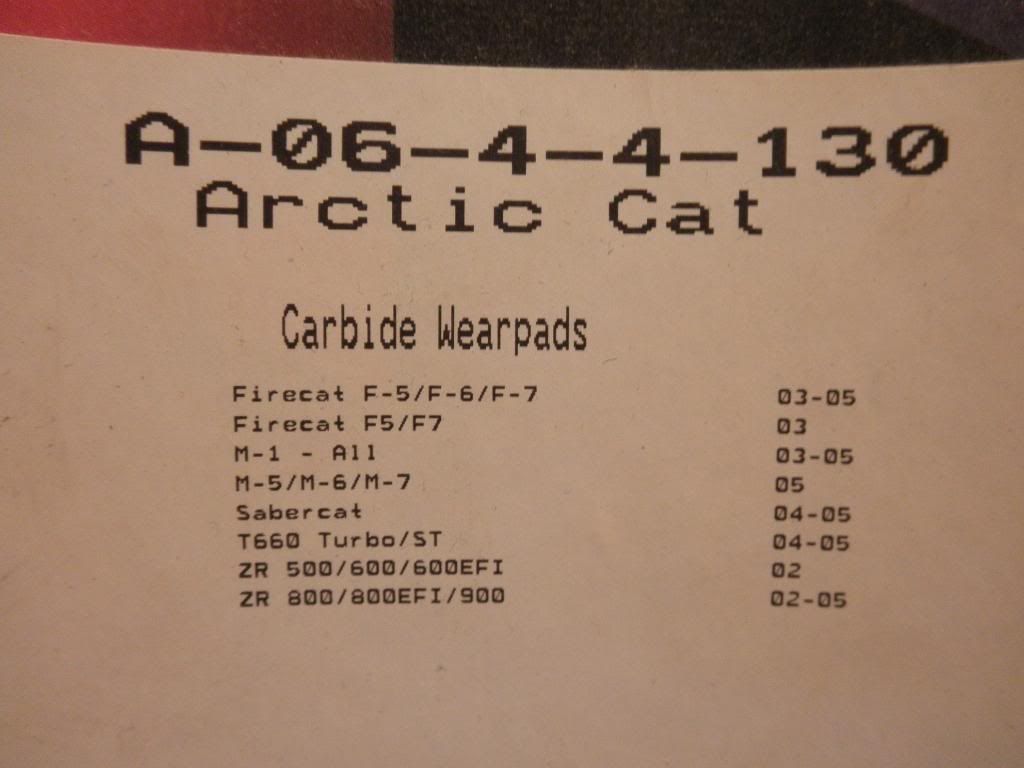 A-06-4-4-130
Arctic Cat
Carbide Wearpads
Firecat F-5/F-6/F-7 03-05
Firecat F5/F7 03
M-1 - All 03-05
M-5/M-6/M-7 05
Sabercat 04-05
T660 Turbo/ST 04-05
ZR 500/600/600EFI 02
ZR 800/800EFI/900 02-05